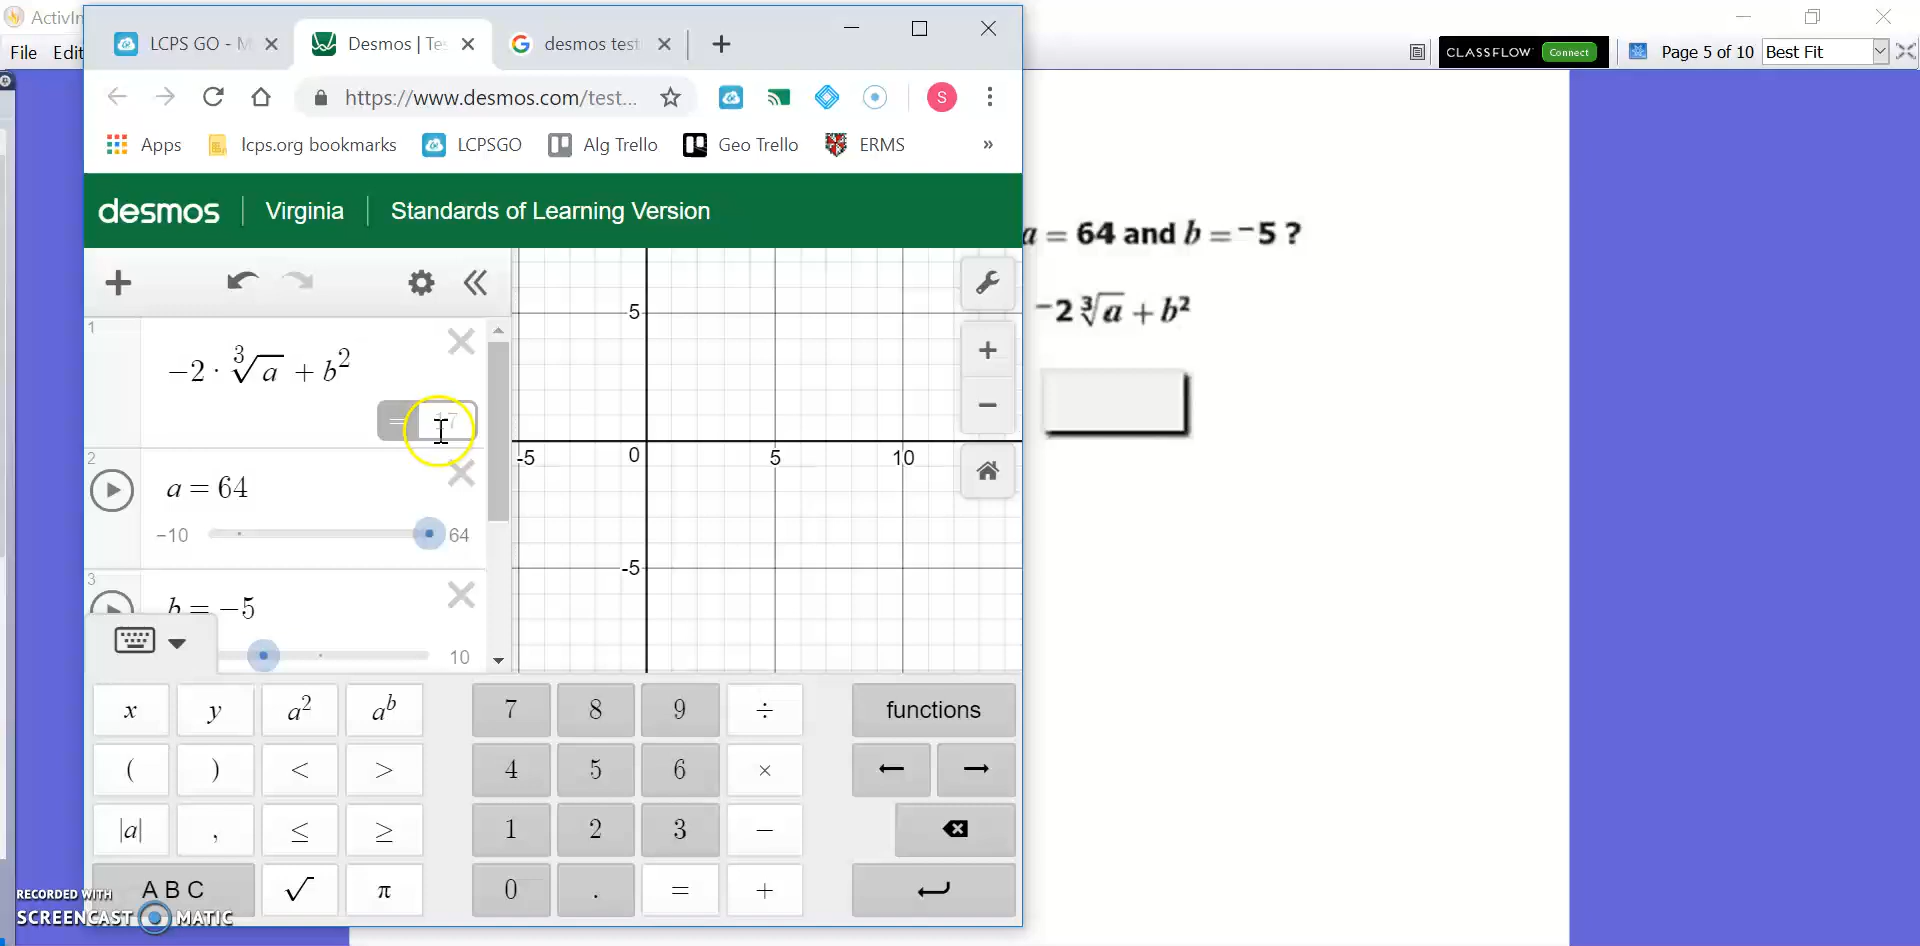 ActivIn
File Edit
LCPS GO - M
Desmos | Tes
desmos test
https://www.desmos.com/test...
S
Apps
lcps.org bookmarks
LCPSGO
Alg Trello
Geo Trello
ERMS
»
CLASSFLOW Connect
Page 5 of 10
Best Fit
desmos
Virginia
Standards of Learning Version
a = 64 and b = −5 ?
−2∛a + b²
1
−2 · ∛a + b²
= 17
2
a = 64
−10
64
3
b = −5
10
5
-5
0
5
10
-5
x y a² a^b 7 8 9 ÷ functions
( ) < > 4 5 6 × ← →
|a| , ≤ ≥ 1 2 3 −
A B C √ π 0 . = +
RECORDED WITH
SCREENCAST MATIC